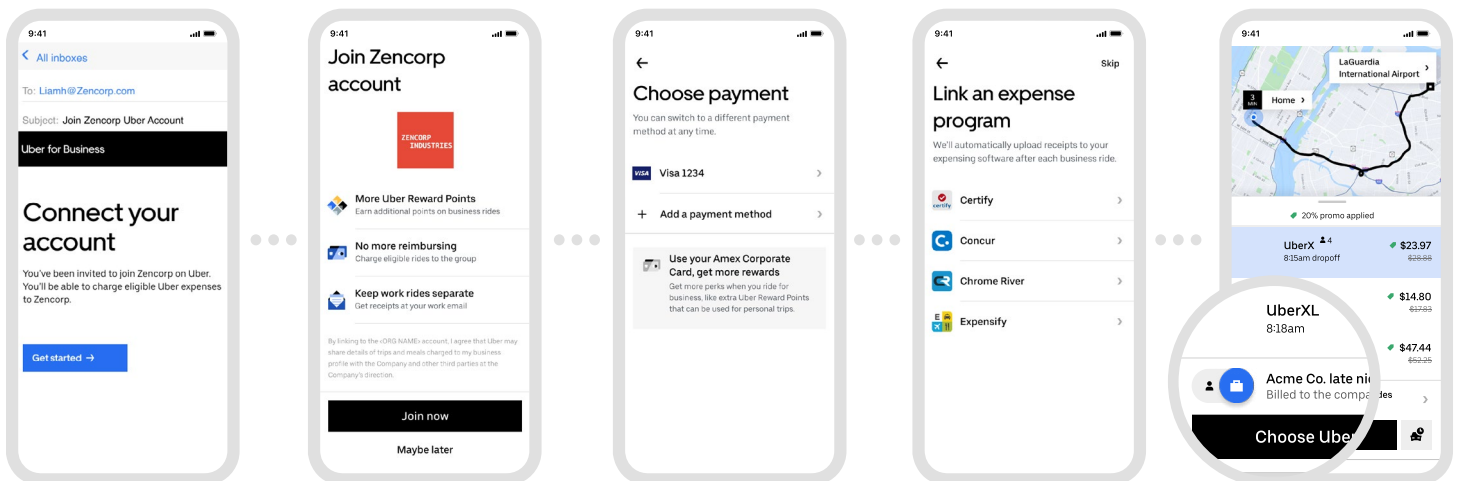 9:41
All inboxes
To: Liamh@Zencorp.com
Subject: Join Zencorp Uber Account
Uber for Business
Connect your
account
You've been invited to join Zencorp on Uber.
You'll be able to charge eligible Uber expenses
to Zencorp.
Get started →
9:41
Join Zencorp
account
ZENCORP
INDUSTRIES
More Uber Reward Points
Earn additional points on business rides
No more reimbursing
Charge eligible rides to the group
Keep work rides separate
Get receipts at your work email
By linking to the <ORG NAME> account, I agree that Uber may
share details of trips and meals charged to my business
profile with the Company and other third parties at the
Company's direction.
Join now
Maybe later
9:41
Choose payment
You can switch to a different payment
method at any time.
VISA Visa 1234
+ Add a payment method
Use your Amex Corporate
Card, get more rewards
Get more perks when you ride for
business, like extra Uber Reward Points
that can be used for personal trips.
9:41
Skip
Link an expense
program
We'll automatically upload receipts to your
expensing software after each business ride.
certify Certify
C. Concur
CR Chrome River
E Expensify
9:41
LaGuardia
International Airport
3
MIN
Home
20% promo applied
UberX 4 $23.97
8:15am dropoff $28.88
$14.80
UberXL $17.83
8:18am
$47.44
$52.25
Acme Co. late ni
Billed to the compa des
Choose Uber